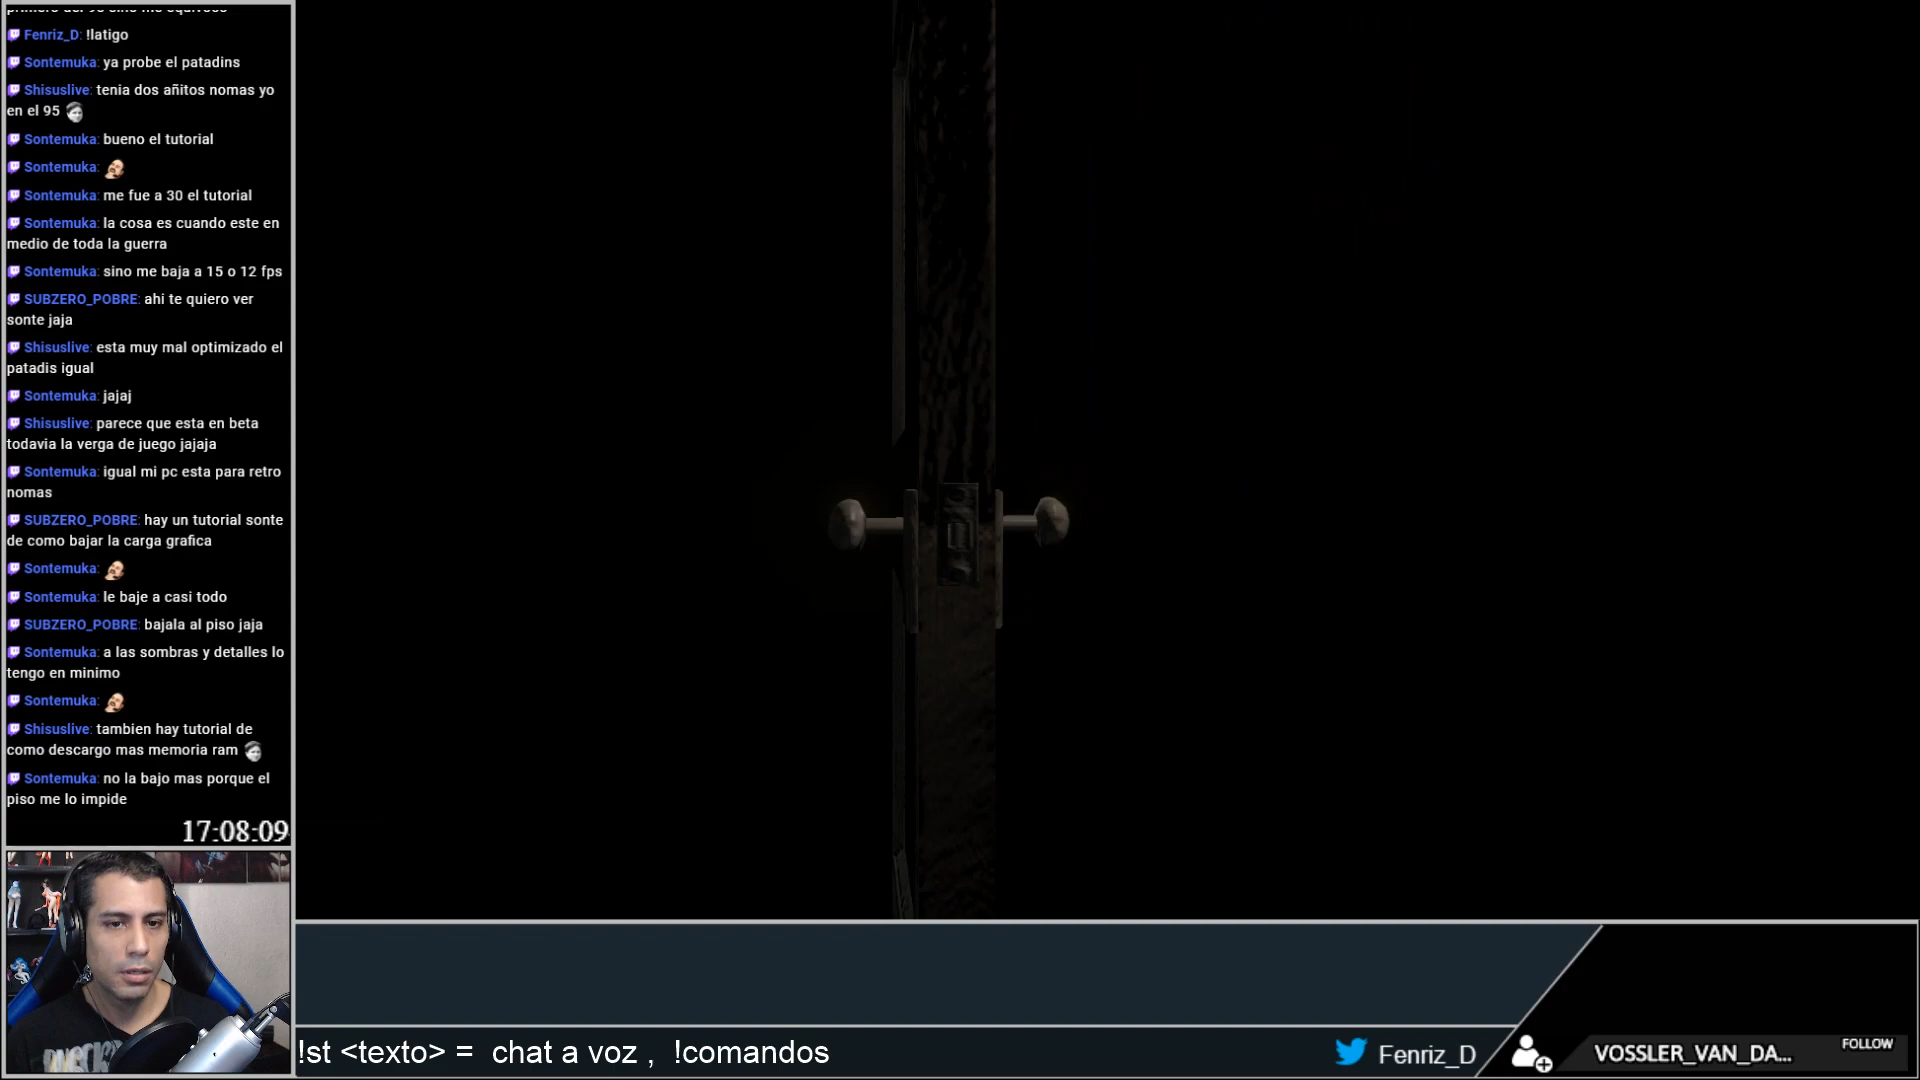 Fenriz_D: !latigo
Sontemuka: ya probe el patadins
Shisuslive: tenia dos añitos nomas yo
en el 95
Sontemuka: bueno el tutorial
Sontemuka:
Sontemuka: me fue a 30 el tutorial
Sontemuka: la cosa es cuando este en
medio de toda la guerra
Sontemuka: sino me baja a 15 o 12 fps
SUBZERO_POBRE: ahi te quiero ver
sonte jaja
Shisuslive: esta muy mal optimizado el
patadis igual
Sontemuka: jajaj
Shisuslive: parece que esta en beta
todavia la verga de juego jajaja
Sontemuka: igual mi pc esta para retro
nomas
SUBZERO_POBRE: hay un tutorial sonte
de como bajar la carga grafica
Sontemuka:
Sontemuka: le baje a casi todo
SUBZERO_POBRE: bajala al piso jaja
Sontemuka: a las sombras y detalles lo
tengo en minimo
Sontemuka:
Shisuslive: tambien hay tutorial de
como descargo mas memoria ram
Sontemuka: no la bajo mas porque el
piso me lo impide
17:08:09
!st <texto> = chat a voz , !comandos
Fenriz_D
VOSSLER_VAN_DA...
FOLLOW